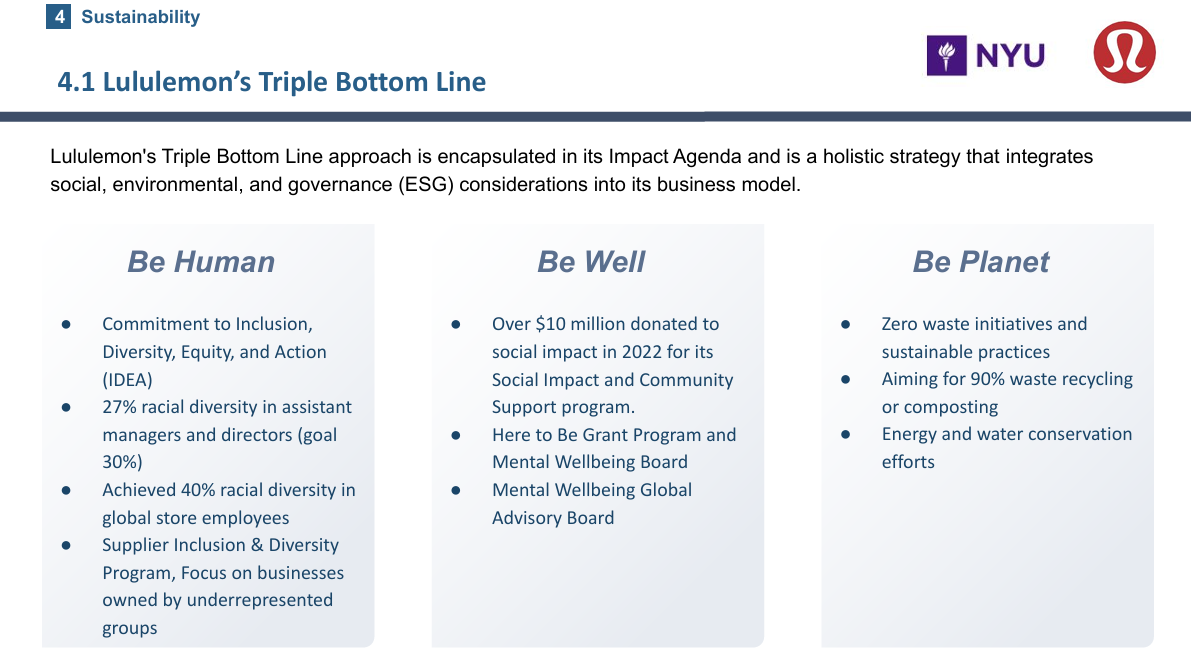 4 Sustainability
NYU
4.1 Lululemon’s Triple Bottom Line
Lululemon's Triple Bottom Line approach is encapsulated in its Impact Agenda and is a holistic strategy that integrates
social, environmental, and governance (ESG) considerations into its business model.
Be Human
● Commitment to Inclusion,
Diversity, Equity, and Action
(IDEA)
● 27% racial diversity in assistant
managers and directors (goal
30%)
● Achieved 40% racial diversity in
global store employees
● Supplier Inclusion & Diversity
Program, Focus on businesses
owned by underrepresented
groups
Be Well
● Over $10 million donated to
social impact in 2022 for its
Social Impact and Community
Support program.
● Here to Be Grant Program and
Mental Wellbeing Board
● Mental Wellbeing Global
Advisory Board
Be Planet
● Zero waste initiatives and
sustainable practices
● Aiming for 90% waste recycling
or composting
● Energy and water conservation
efforts